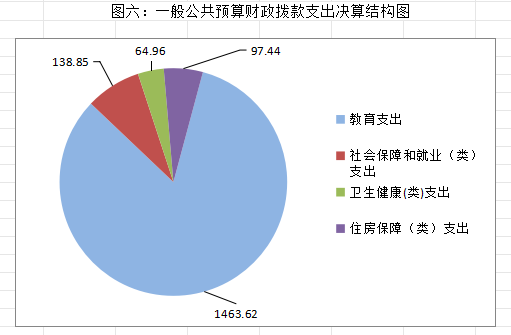 图六：一般公共预算财政拨款支出决算结构图
64.96
97.44
138.85
教育支出
社会保障和就业（类）
支出
卫生健康(类)支出
住房保障（类）支出
1463.62